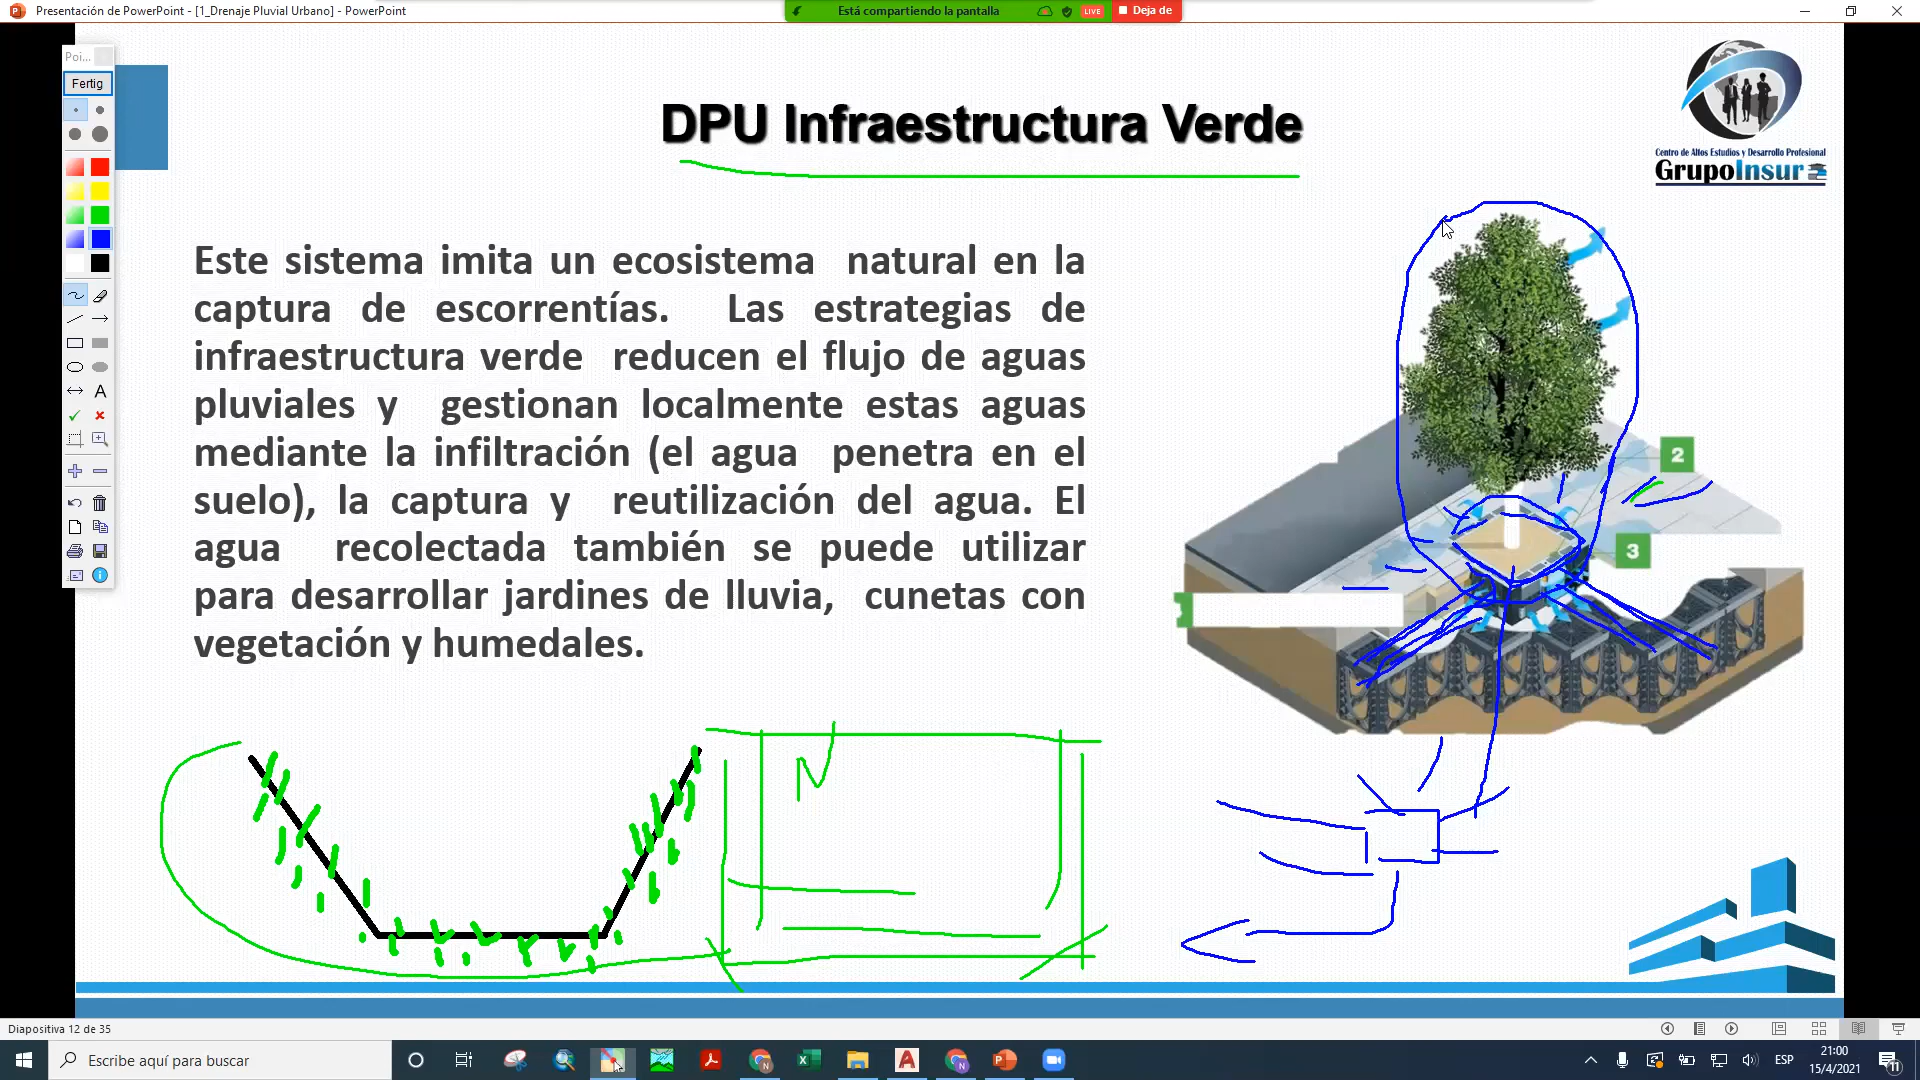 Presentación de PowerPoint - [1_Drenaje Pluvial Urbano] - PowerPoint
Está compartiendo la pantalla
LIVE
Deja de
Poi...
Fertig
A
DPU Infraestructura Verde
Centro de Altos Estudios y Desarrollo Profesional
GrupoInsur
Este sistema imita un ecosistema natural en la
captura de escorrentías. Las estrategias de
infraestructura verde reducen el flujo de aguas
pluviales y gestionan localmente estas aguas
mediante la infiltración (el agua penetra en el
suelo), la captura y reutilización del agua. El
agua recolectada también se puede utilizar
para desarrollar jardines de lluvia, cunetas con
vegetación y humedales.
2
3
1
N
Diapositiva 12 de 35
Escribe aquí para buscar
ESP
21:00
15/4/2021
11